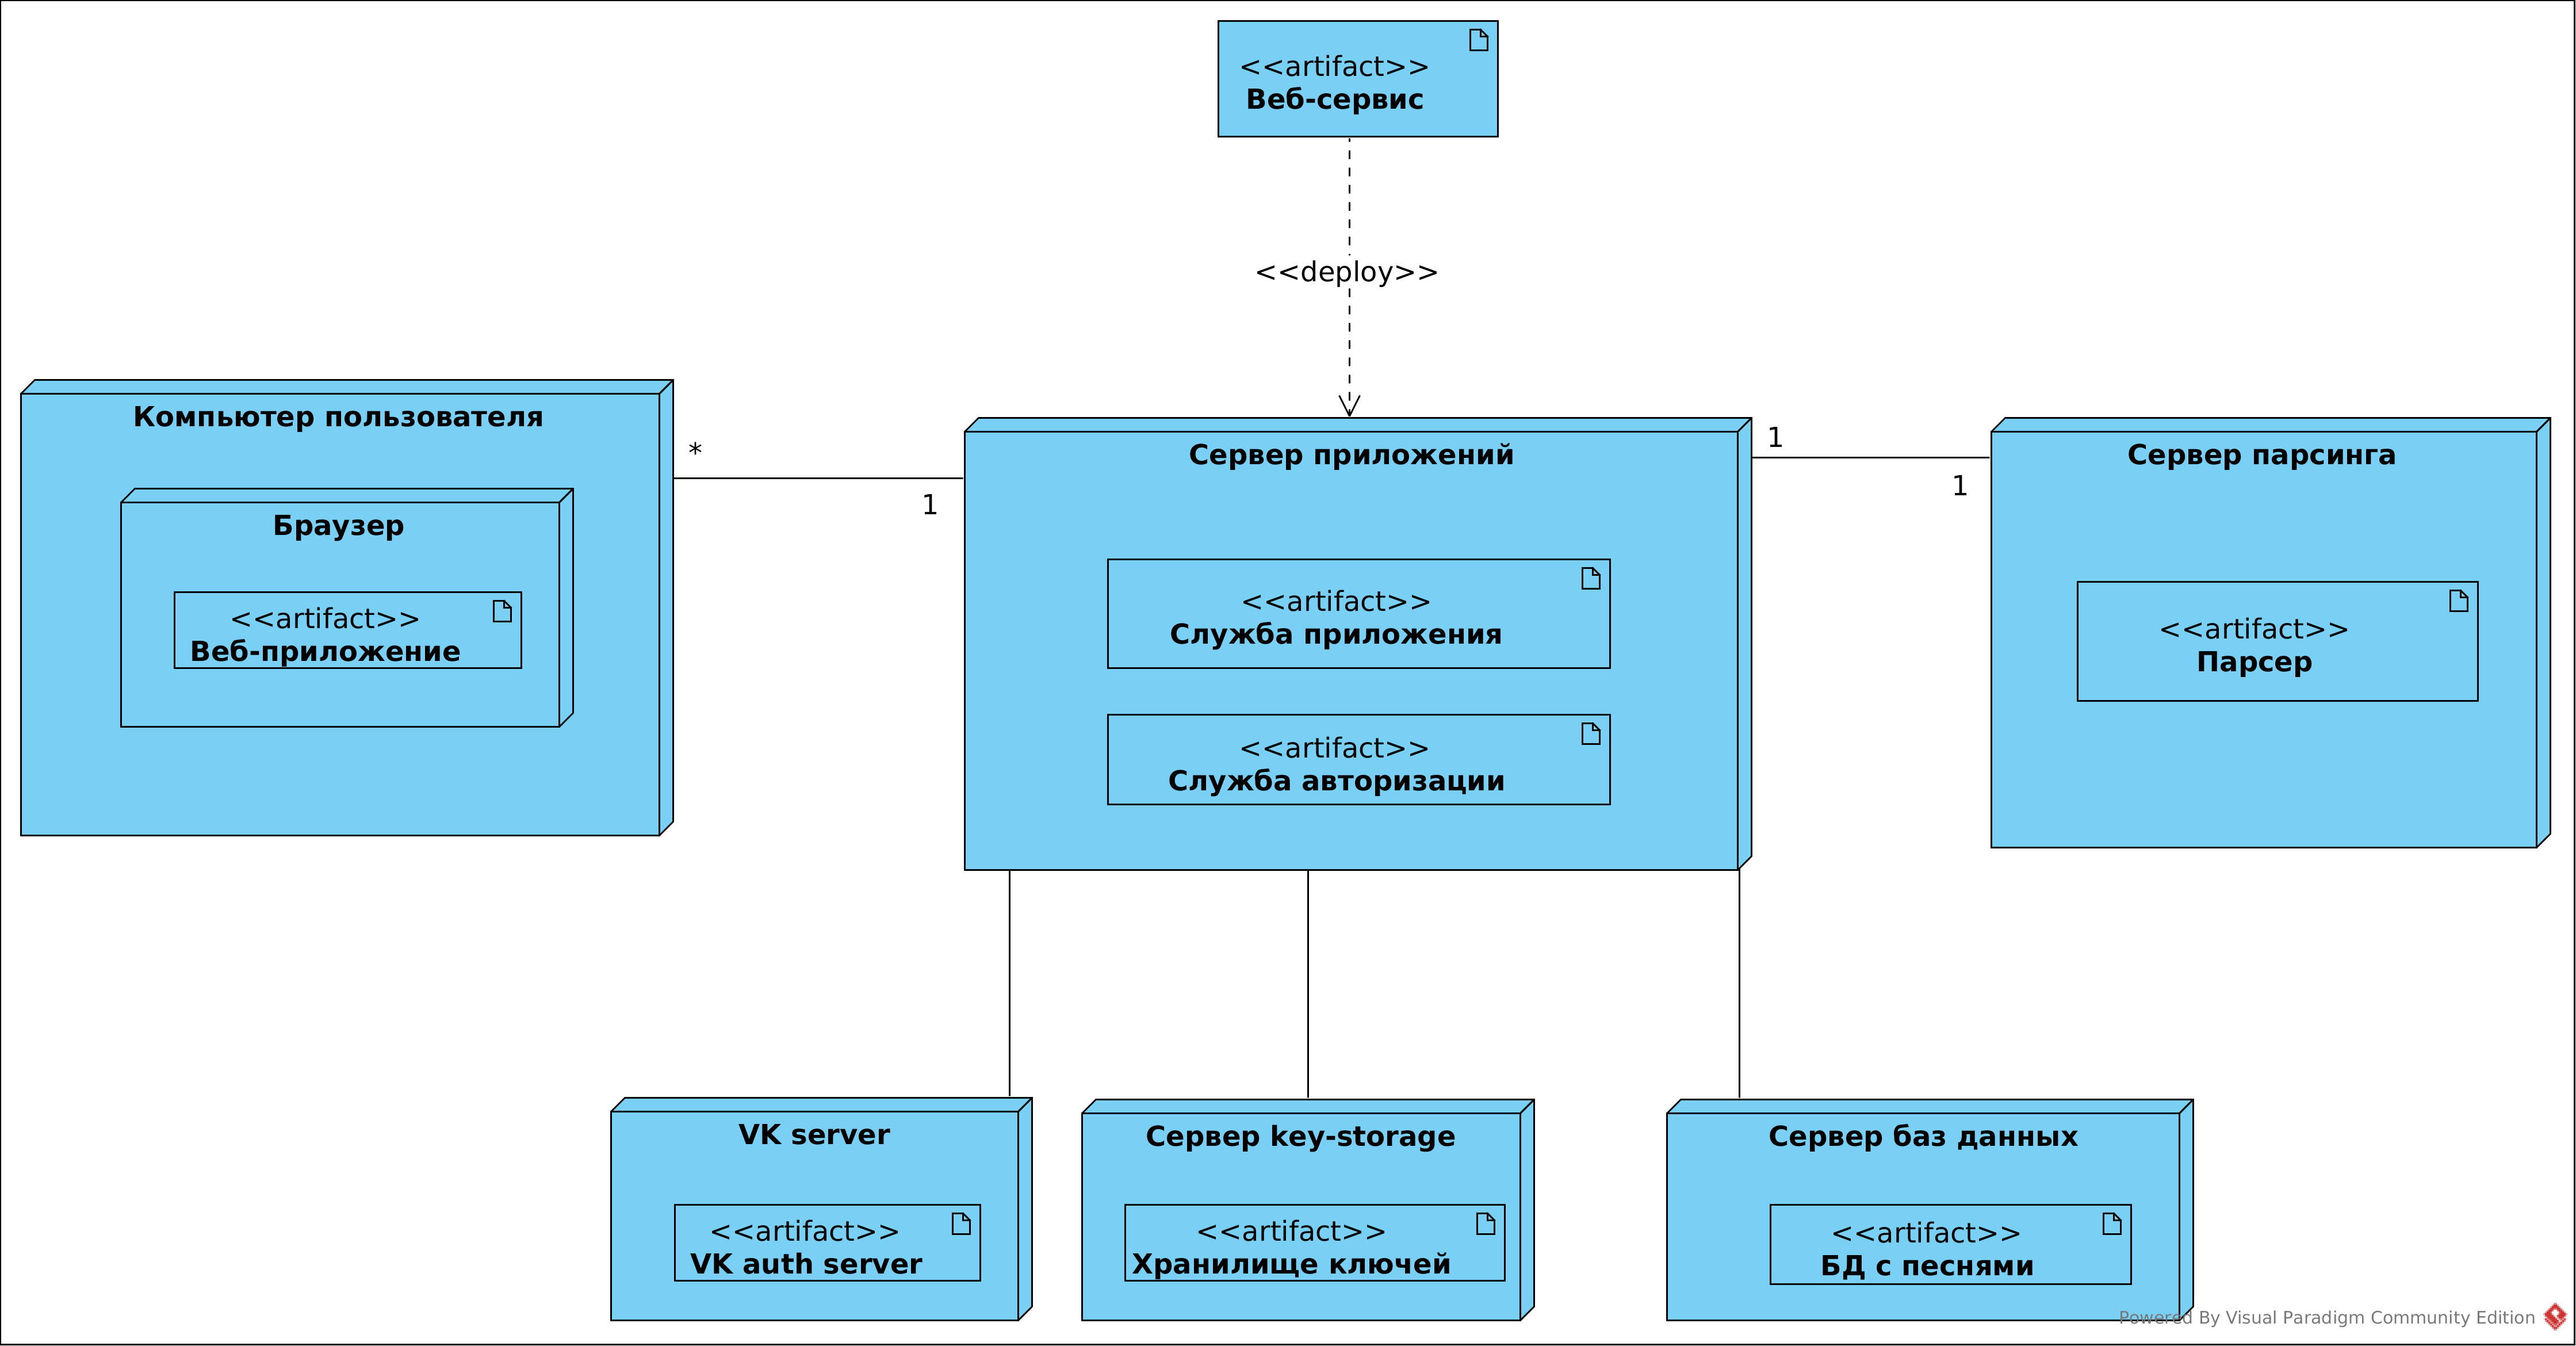 <<artifact>>
Веб-сервис
<<deploy>>
Компьютер пользователя
Браузер
<<artifact>>
Веб-приложение
*
1
Сервер приложений
<<artifact>>
Служба приложения
<<artifact>>
Служба авторизации
1
1
Сервер парсинга
<<artifact>>
Парсер
VK server
<<artifact>>
VK auth server
Сервер key-storage
<<artifact>>
Хранилище ключей
Сервер баз данных
<<artifact>>
БД с песнями
Powered By Visual Paradigm Community Edition